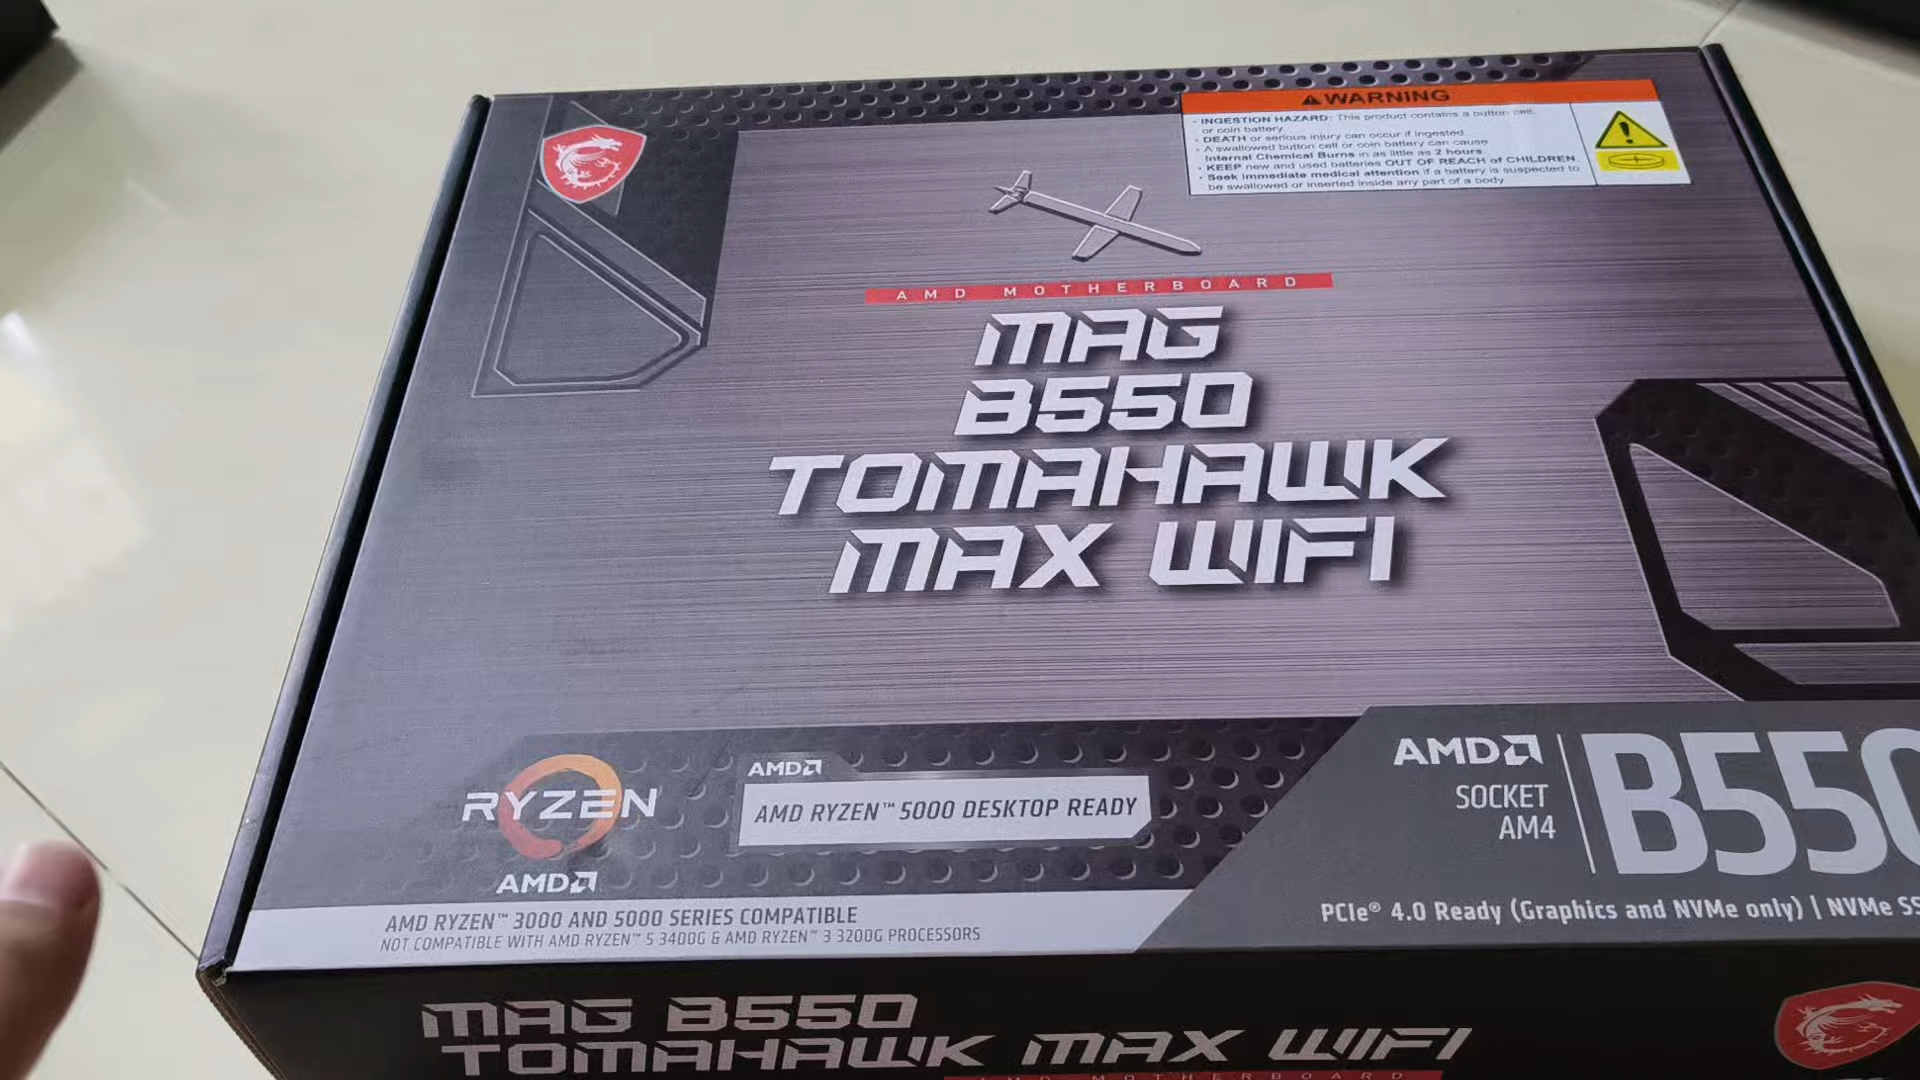 WARNING
· INGESTION HAZARD: This product contains a button cell
or coin battery.
· DEATH or serious injury can occur if ingested.
· A swallowed button cell or coin battery can cause
Internal Chemical Burns in as little as 2 hours.
· KEEP new and used batteries OUT OF REACH of CHILDREN.
· Seek immediate medical attention if a battery is suspected to
be swallowed or inserted inside any part of a body
AMD MOTHERBOARD
MAG
B550
TOMAHAWK
MAX WIFI
RYZEN
AMD
AMD
AMD RYZEN™ 5000 DESKTOP READY
AMD
SOCKET
AM4
B550
PCIe® 4.0 Ready (Graphics and NVMe only) | NVMe SS
AMD RYZEN™ 3000 AND 5000 SERIES COMPATIBLE
NOT COMPATIBLE WITH AMD RYZEN™ 5 3400G & AMD RYZEN™ 3 3200G PROCESSORS
MAG B550
TOMAHAWK MAX WIFI
AMD MOTHERBOARD